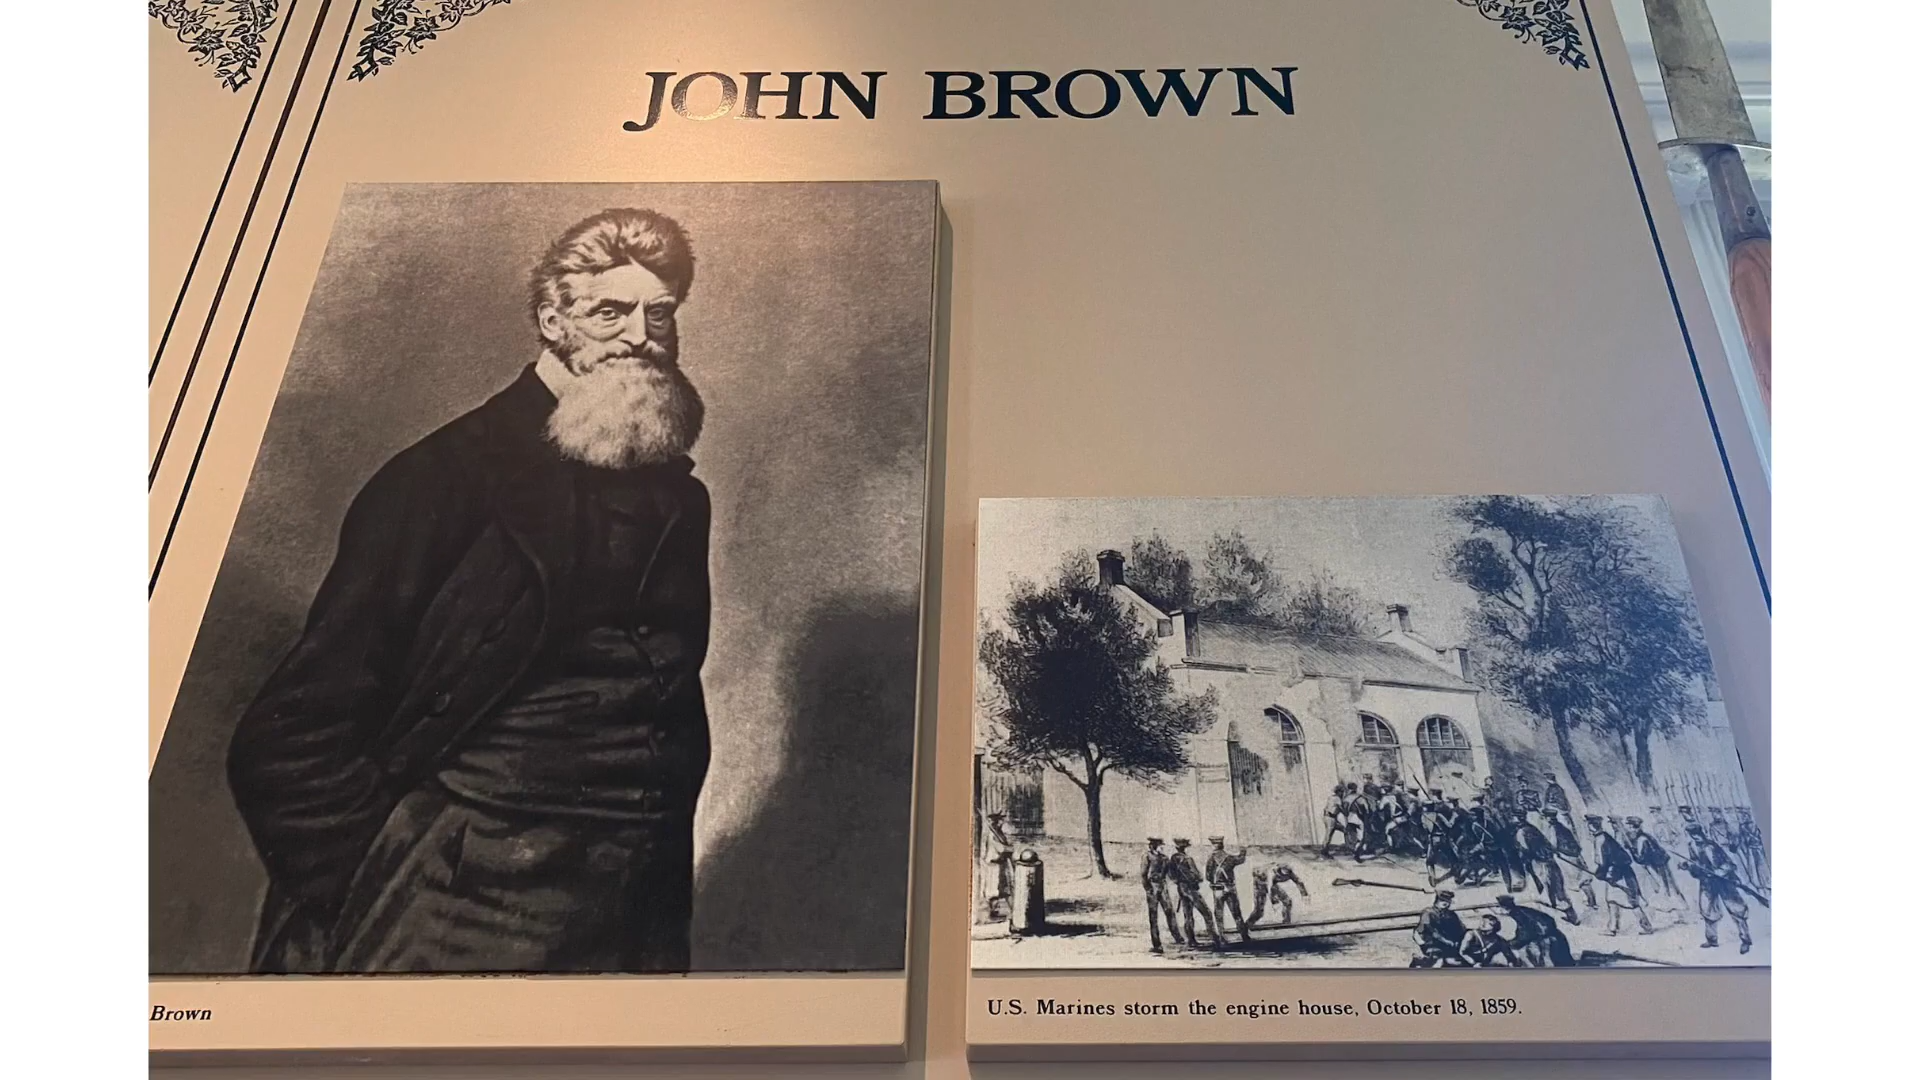 JOHN BROWN
Brown
U.S. Marines storm the engine house, October 18, 1859.